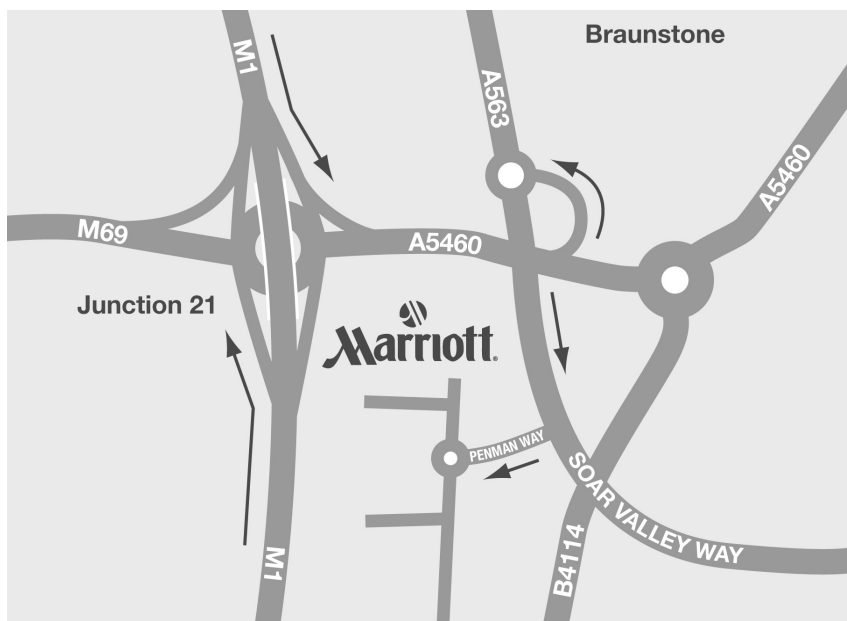 Braunstone
M1
A563
A5460
M69
A5460
Junction 21
Marriott.
PENMAN WAY
SOAR VALLEY WAY
M1
B4114